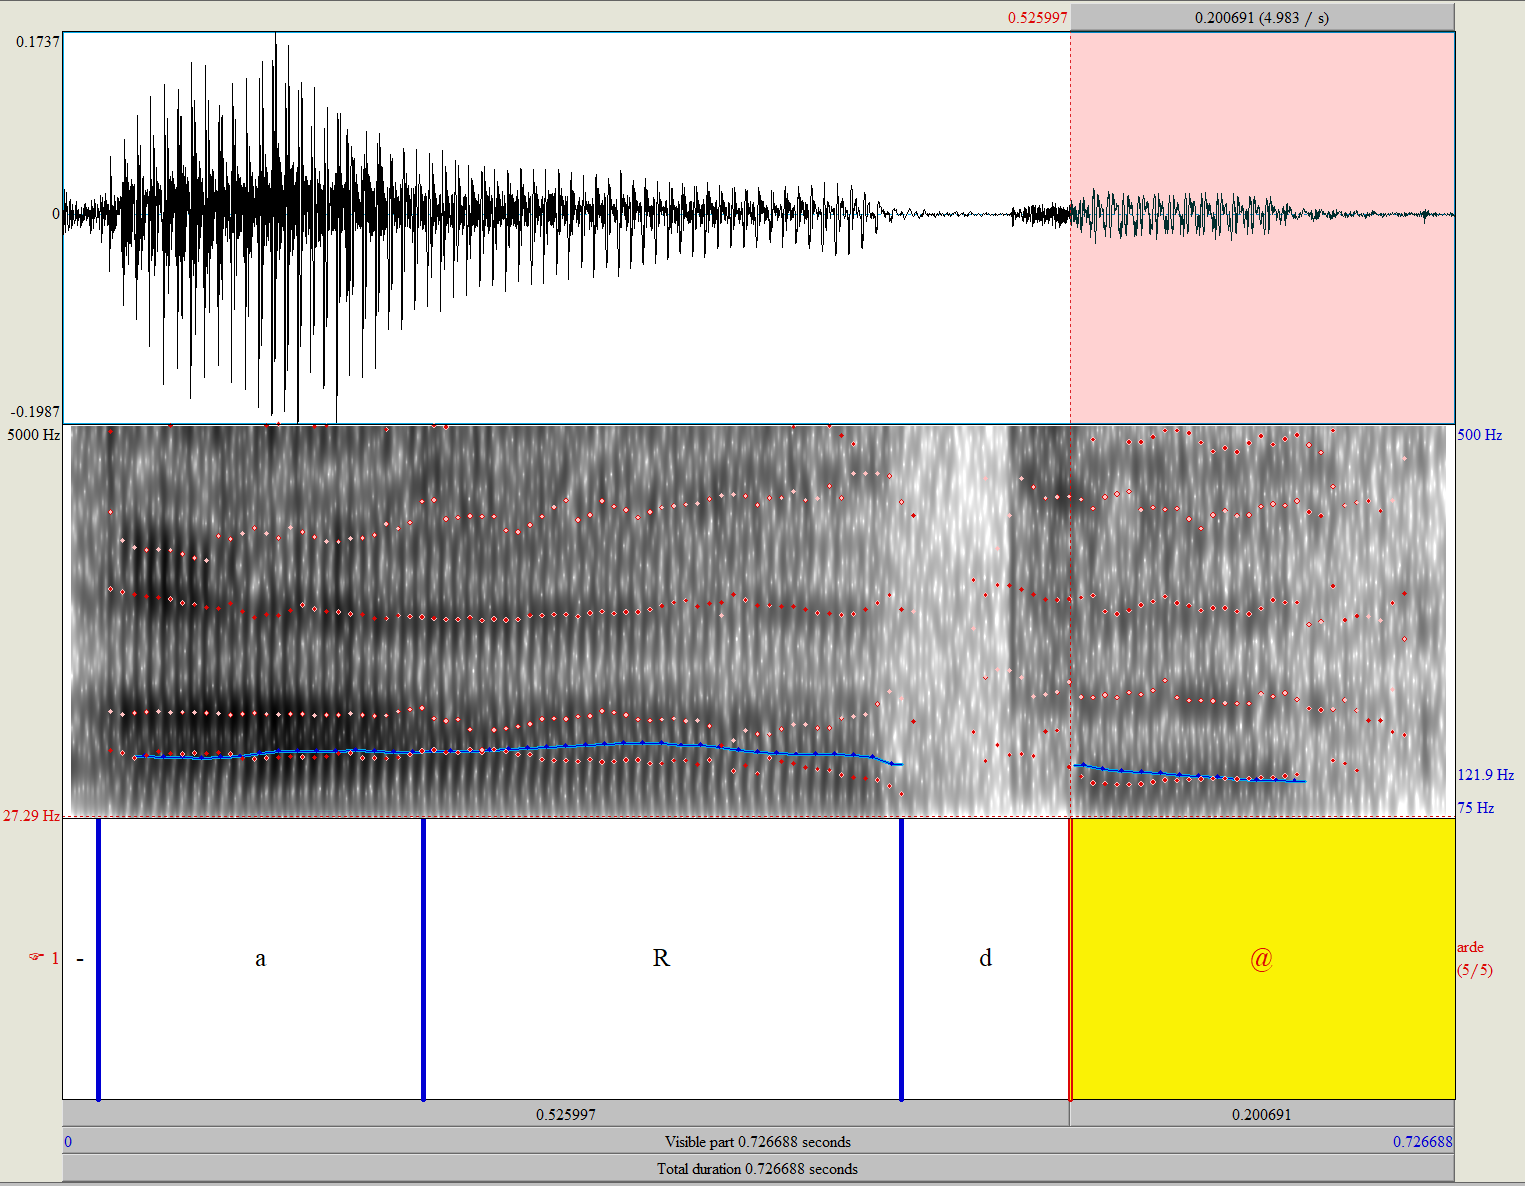 0.525997 0.200691 (4.983 / s)
0.1737
0
-0.1987
5000 Hz 500 Hz
121.9 Hz
27.29 Hz 75 Hz
☞ 1 - a R d @ arde
(5/5)
0.525997 0.200691
0 Visible part 0.726688 seconds 0.726688
Total duration 0.726688 seconds